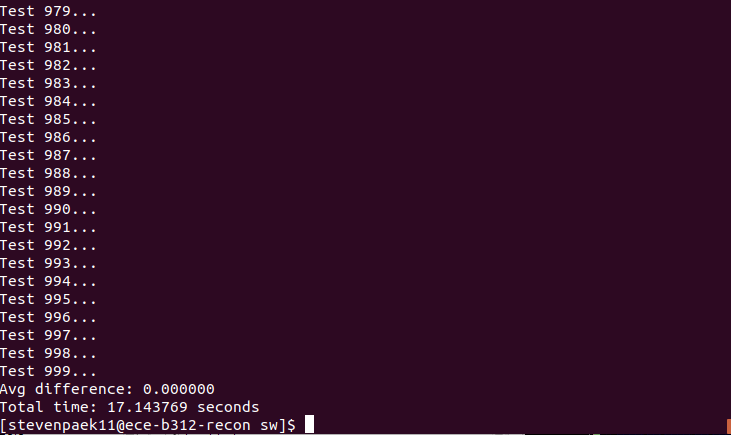 Test 979...
Test 980...
Test 981...
Test 982...
Test 983...
Test 984...
Test 985...
Test 986...
Test 987...
Test 988...
Test 989...
Test 990...
Test 991...
Test 992...
Test 993...
Test 994...
Test 995...
Test 996...
Test 997...
Test 998...
Test 999...
Avg difference: 0.000000
Total time: 17.143769 seconds
[stevenpaek11@ece-b312-recon sw]$